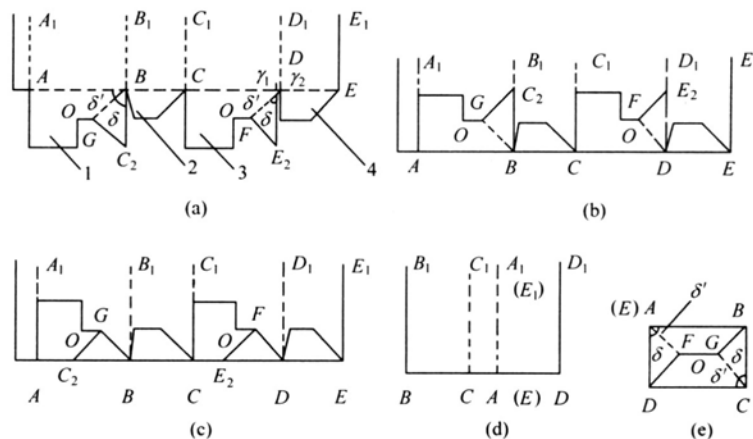 A₁ B₁ C₁ D₁ E₁
A B C D E
γ₁ γ₂
O δ' δ O δ' δ
G F
C₂ E₂
1 2 3 4
(a)
A₁ B₁ C₁ D₁ E
G C₂ F E₂
O O
A B C D E
(b)
A₁ B₁ C₁ D₁ E₁
G F
O O
C₂ E₂
A B C D E
(c)
B₁ C₁ A₁ D₁
(E₁)
B C A (E) D
(d)
(E) A δ' B
F G
δ O δ' δ
D C
(e)